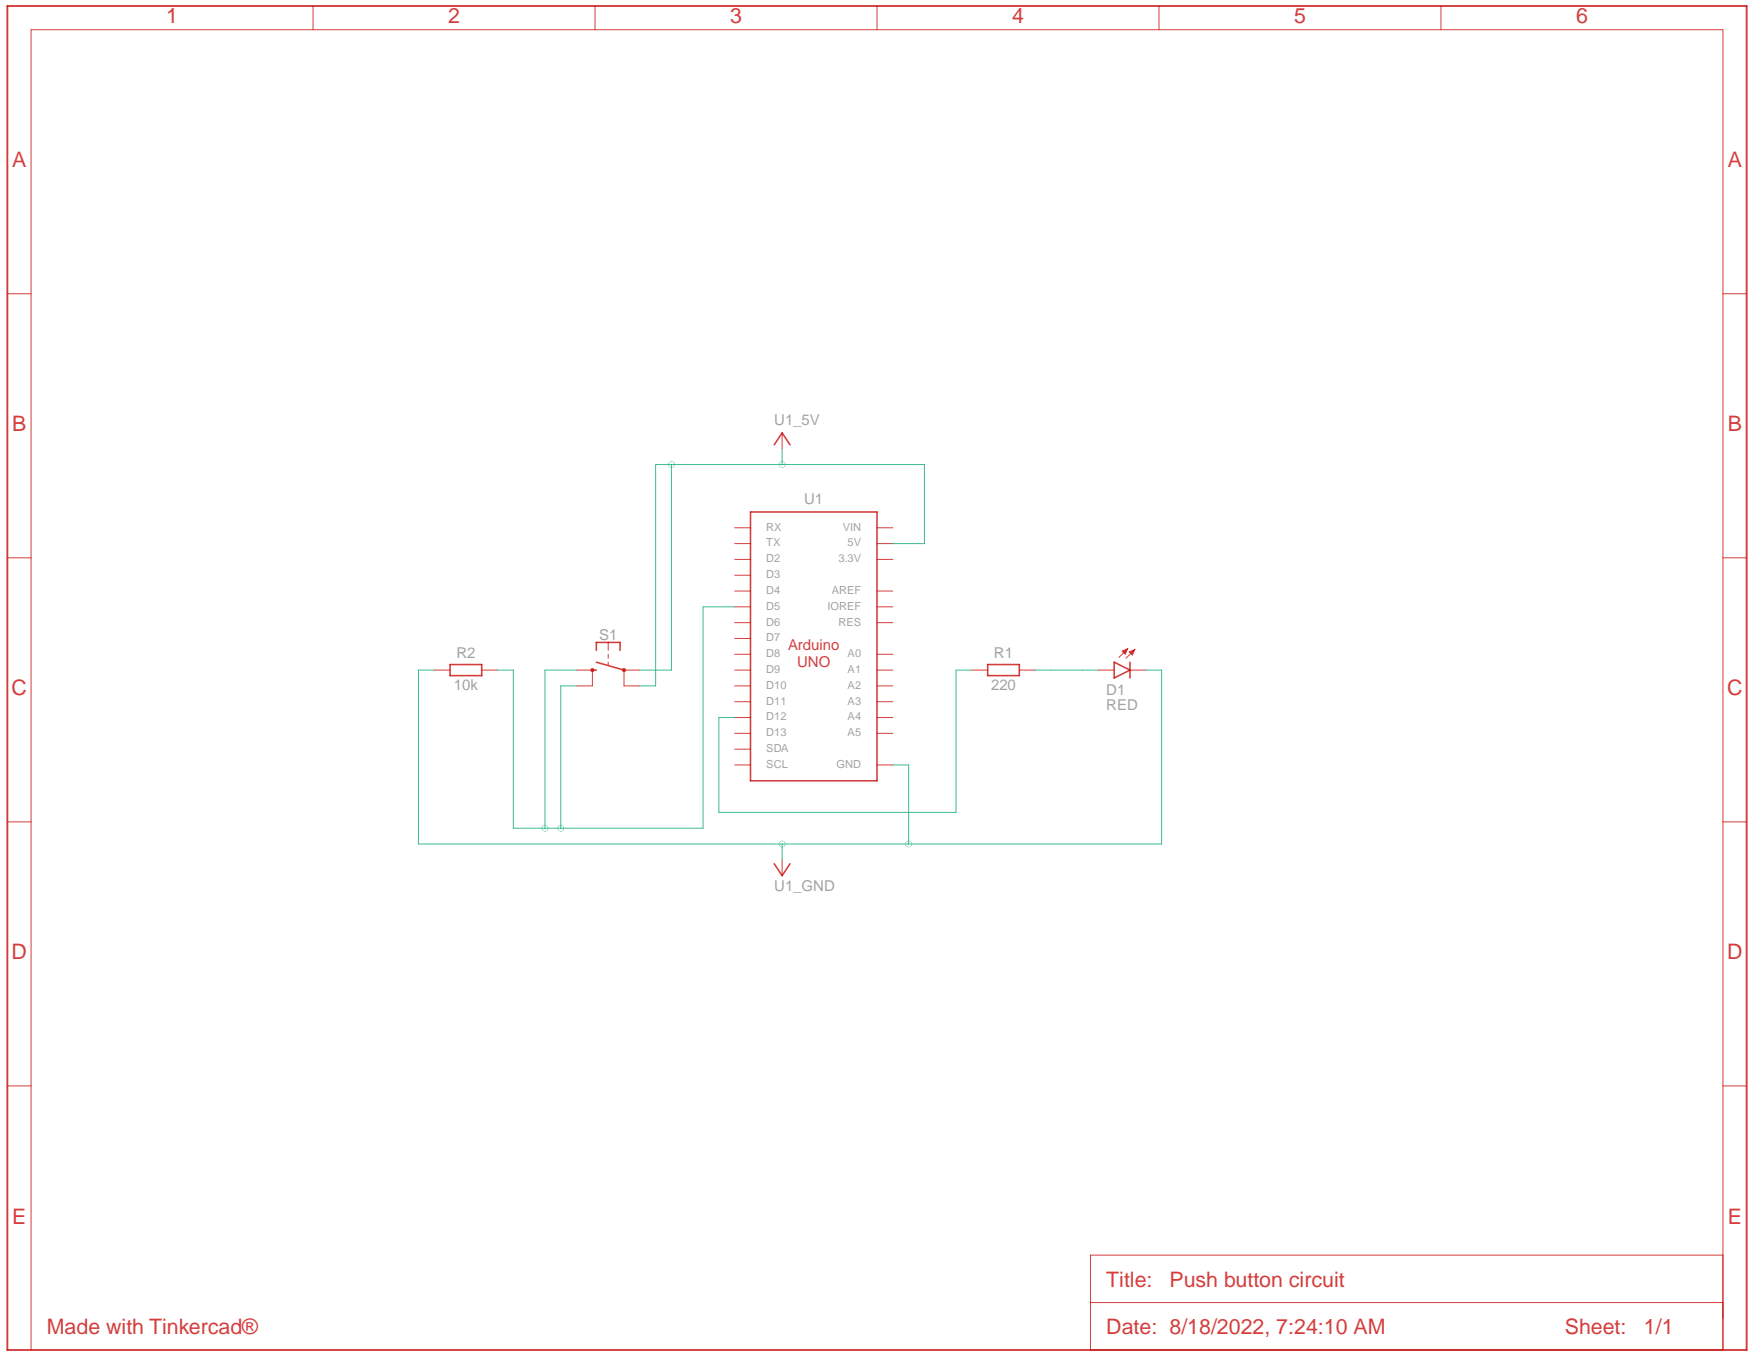 1 2 3 4 5 6
A A
B B
U1_5V
U1
RX VIN
TX 5V
D2 3.3V
D3
D4 AREF
D5 IOREF
D6 RES
D7
Arduino
UNO
D8 A0
D9 A1
D10 A2
D11 A3
D12 A4
D13 A5
SDA
SCL GND
S1
R2
10k
R1
220
D1
RED
C C
U1_GND
D D
E E
Title: Push button circuit
Made with Tinkercad®
Date: 8/18/2022, 7:24:10 AM Sheet: 1/1